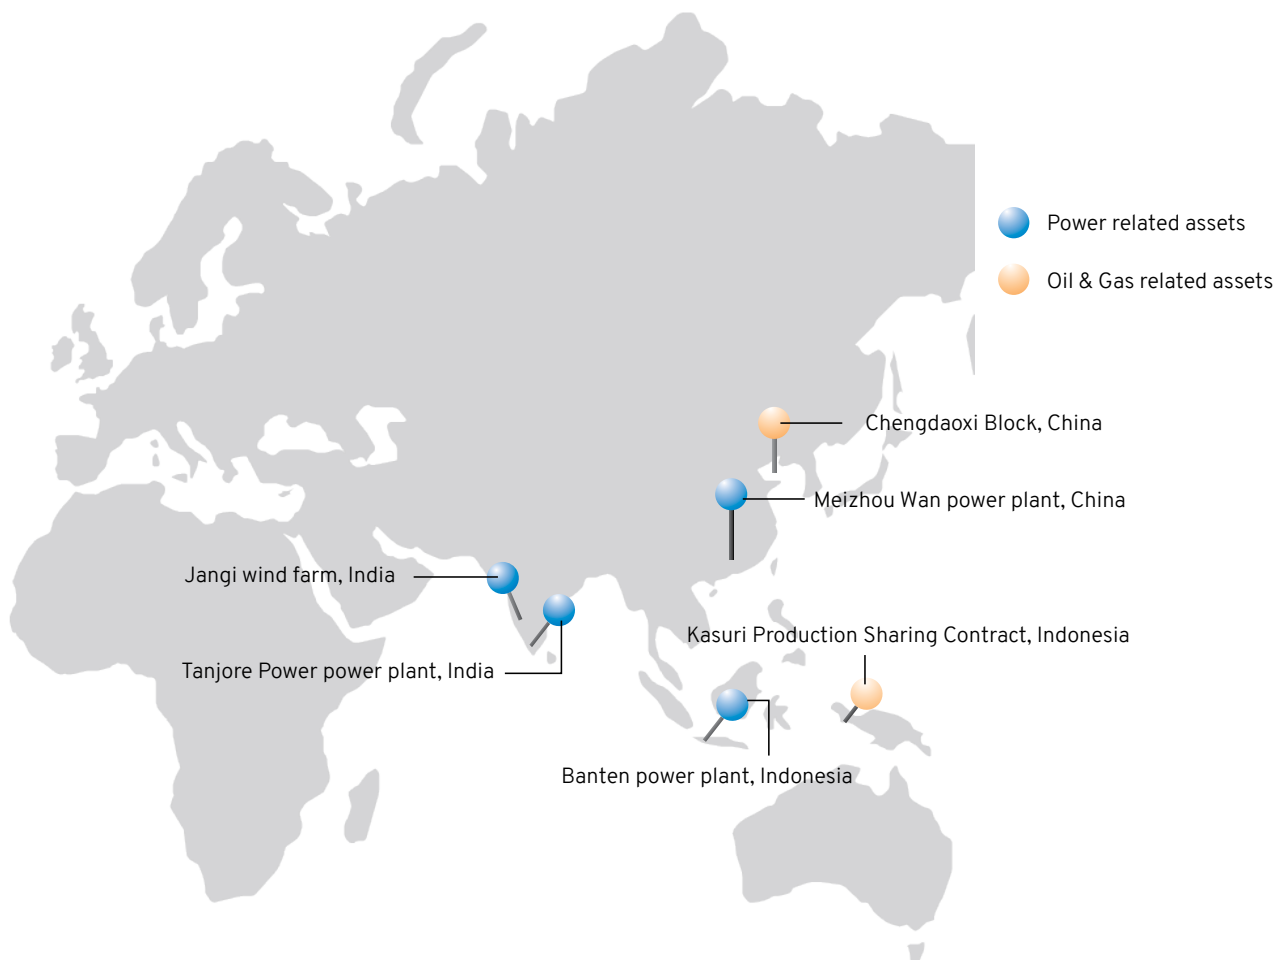 Power related assets
Oil & Gas related assets
Chengdaoxi Block, China
Meizhou Wan power plant, China
Jangi wind farm, India
Kasuri Production Sharing Contract, Indonesia
Tanjore Power power plant, India
Banten power plant, Indonesia